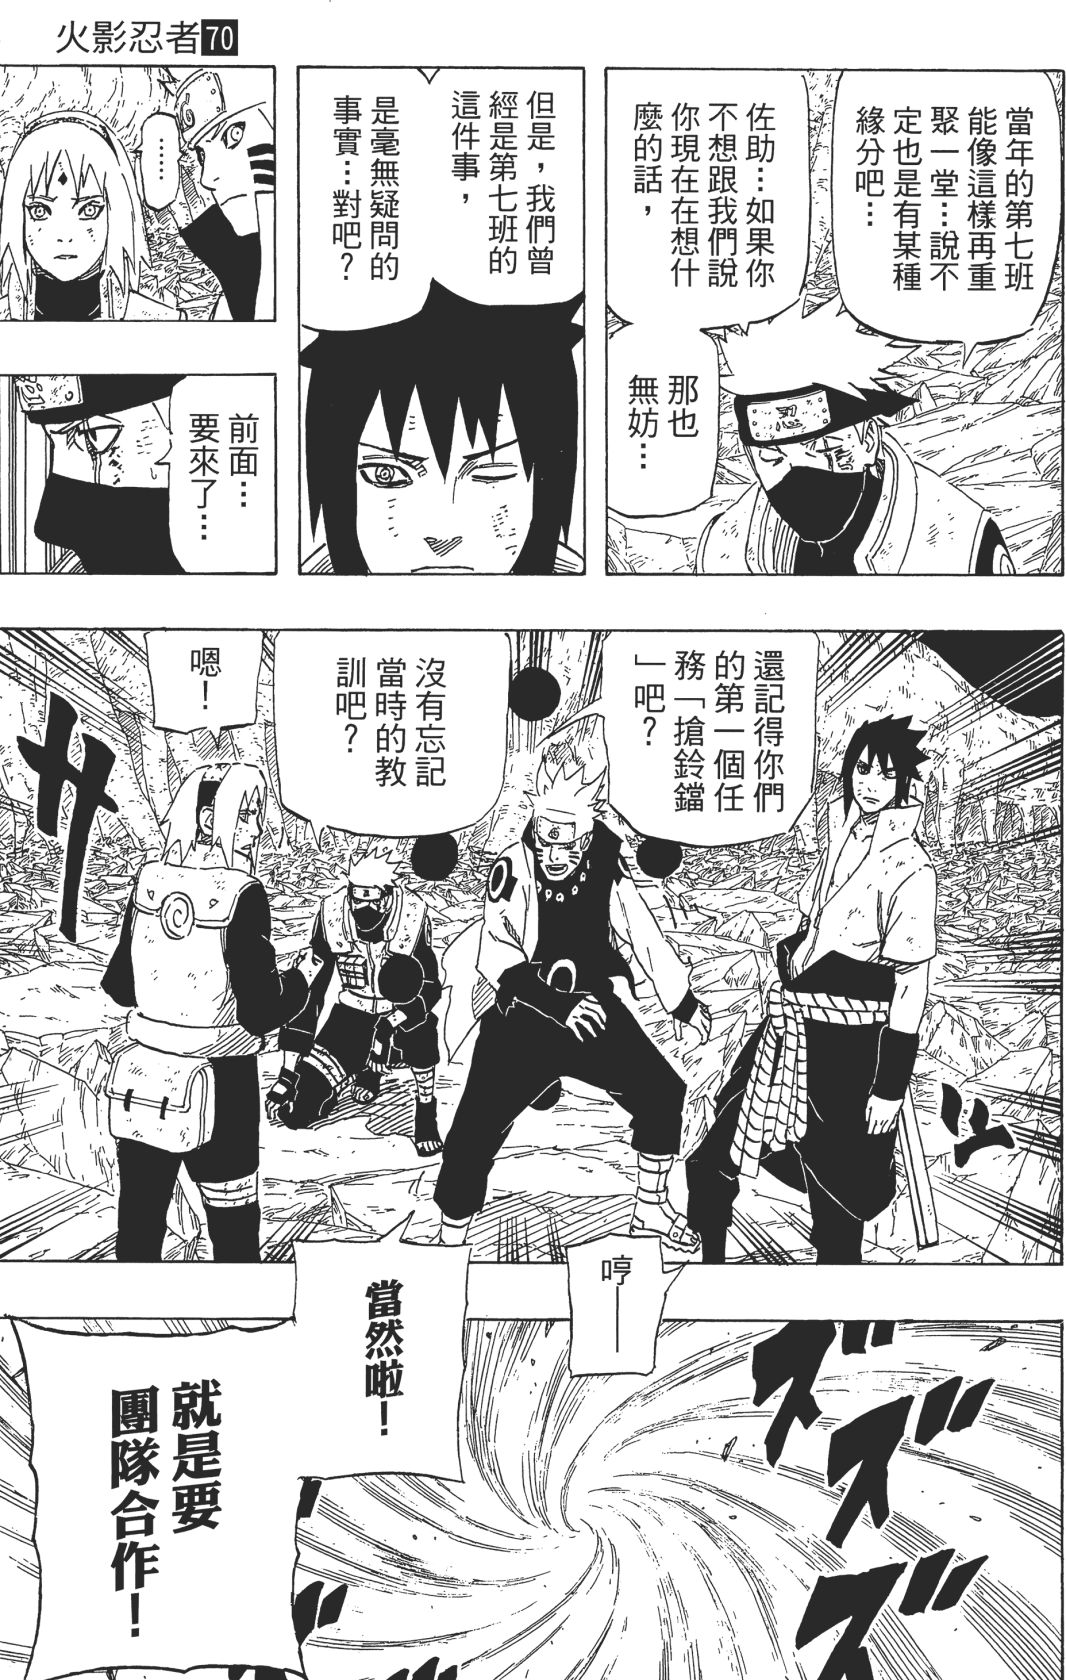 火影忍者70
當年的第七班
能像這樣再重
聚一堂…說不
定也是有某種
緣分吧…
佐助…如果你
不想跟我們說
你現在在想什
麼的話，
那也
無妨…
但是，我們曾
經是第七班的
這件事，
是毫無疑問的
事實…對吧？
……
前面…
要來了…
還記得你們
的第一個任
務「搶鈴鐺
」吧？
沒有忘記
當時的教
訓吧？
嗯！
ザッ
哼——
當然啦！
就是要
團隊合作！
ズズズズ